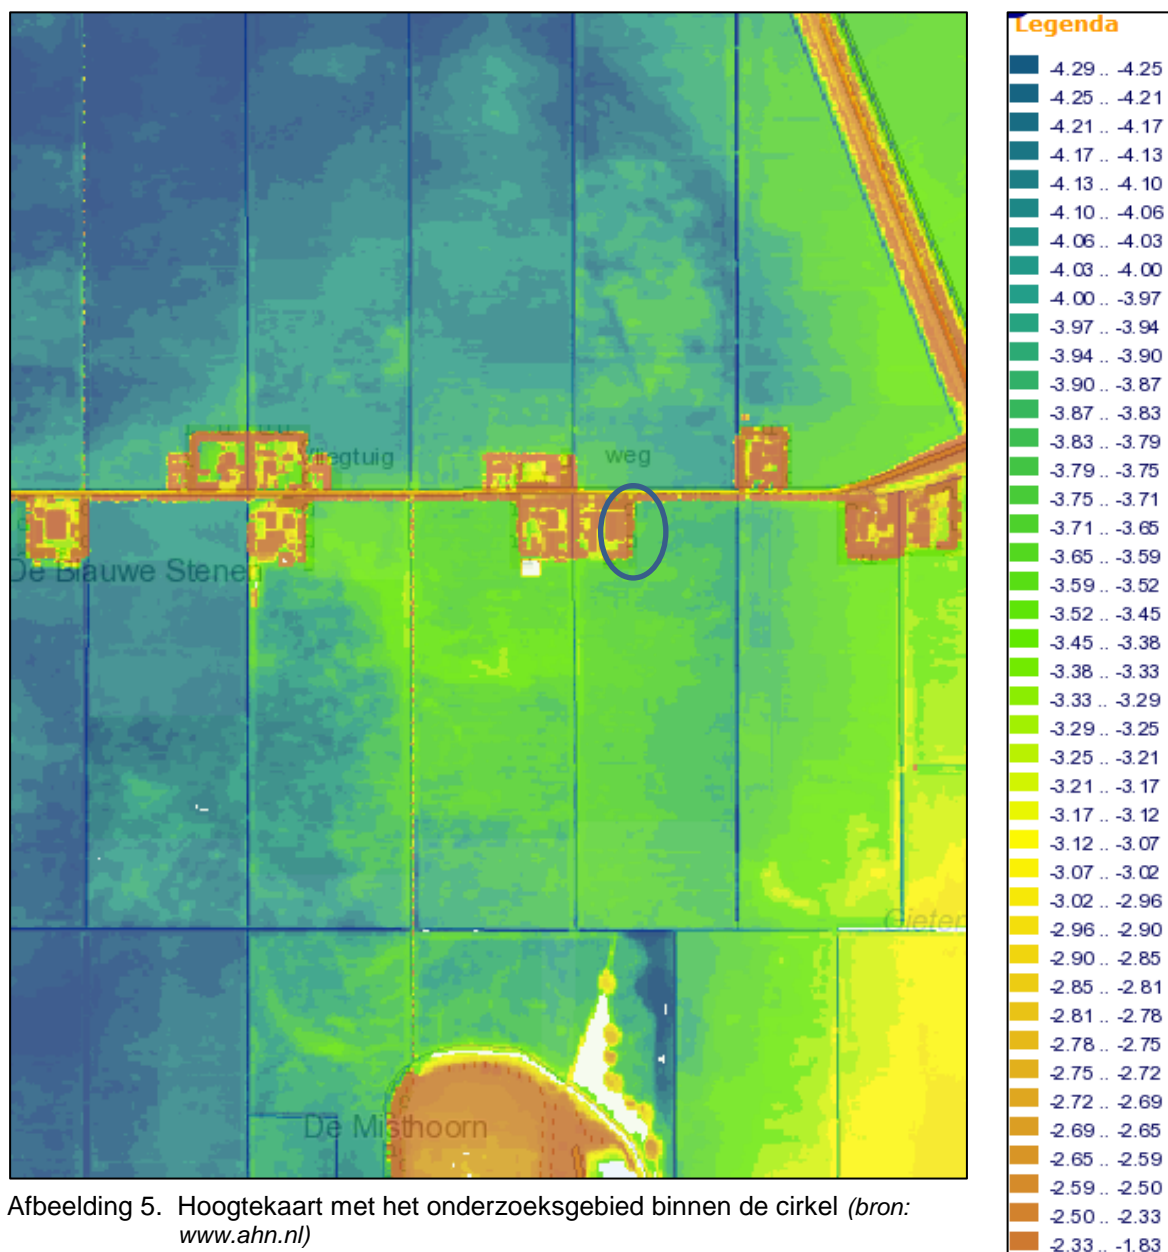 Vliegtuig
weg
De Blauwe Stenen
Gieter
De Misthoorn
Legenda
-4.29 .. -4.25
-4.25 .. -4.21
-4.21 .. -4.17
-4.17 .. -4.13
-4.13 .. -4.10
-4.10 .. -4.06
-4.06 .. -4.03
-4.03 .. -4.00
-4.00 .. -3.97
-3.97 .. -3.94
-3.94 .. -3.90
-3.90 .. -3.87
-3.87 .. -3.83
-3.83 .. -3.79
-3.79 .. -3.75
-3.75 .. -3.71
-3.71 .. -3.65
-3.65 .. -3.59
-3.59 .. -3.52
-3.52 .. -3.45
-3.45 .. -3.38
-3.38 .. -3.33
-3.33 .. -3.29
-3.29 .. -3.25
-3.25 .. -3.21
-3.21 .. -3.17
-3.17 .. -3.12
-3.12 .. -3.07
-3.07 .. -3.02
-3.02 .. -2.96
-2.96 .. -2.90
-2.90 .. -2.85
-2.85 .. -2.81
-2.81 .. -2.78
-2.78 .. -2.75
-2.75 .. -2.72
-2.72 .. -2.69
-2.69 .. -2.65
-2.65 .. -2.59
-2.59 .. -2.50
-2.50 .. -2.33
-2.33 .. -1.83
Afbeelding 5. Hoogtekaart met het onderzoeksgebied binnen de cirkel (bron:
www.ahn.nl)